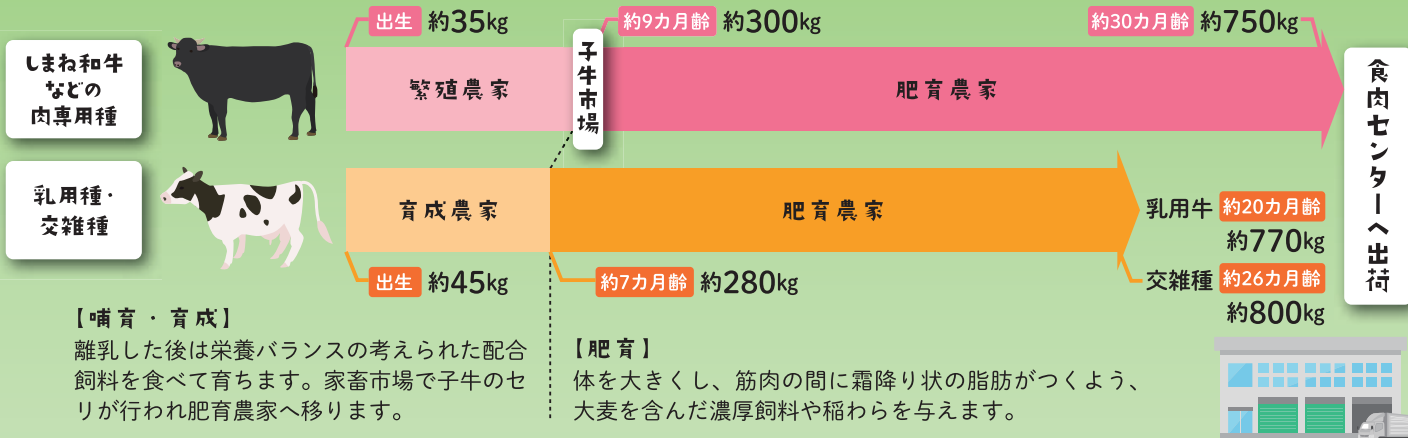 しまね和牛
などの
肉専用種
出生 約35kg
繁殖農家
子牛市場
約9カ月齢 約300kg
肥育農家
約30カ月齢 約750kg
食肉センターへ出荷
乳用種・
交雑種
育成農家
肥育農家
出生 約45kg
約7カ月齢 約280kg
乳用牛 約20カ月齢
約770kg
交雑種 約26カ月齢
約800kg
【哺育・育成】
離乳した後は栄養バランスの考えられた配合
飼料を食べて育ちます。家畜市場で子牛のセ
リが行われ肥育農家へ移ります。
【肥育】
体を大きくし、筋肉の間に霜降り状の脂肪がつくよう、
大麦を含んだ濃厚飼料や稲わらを与えます。